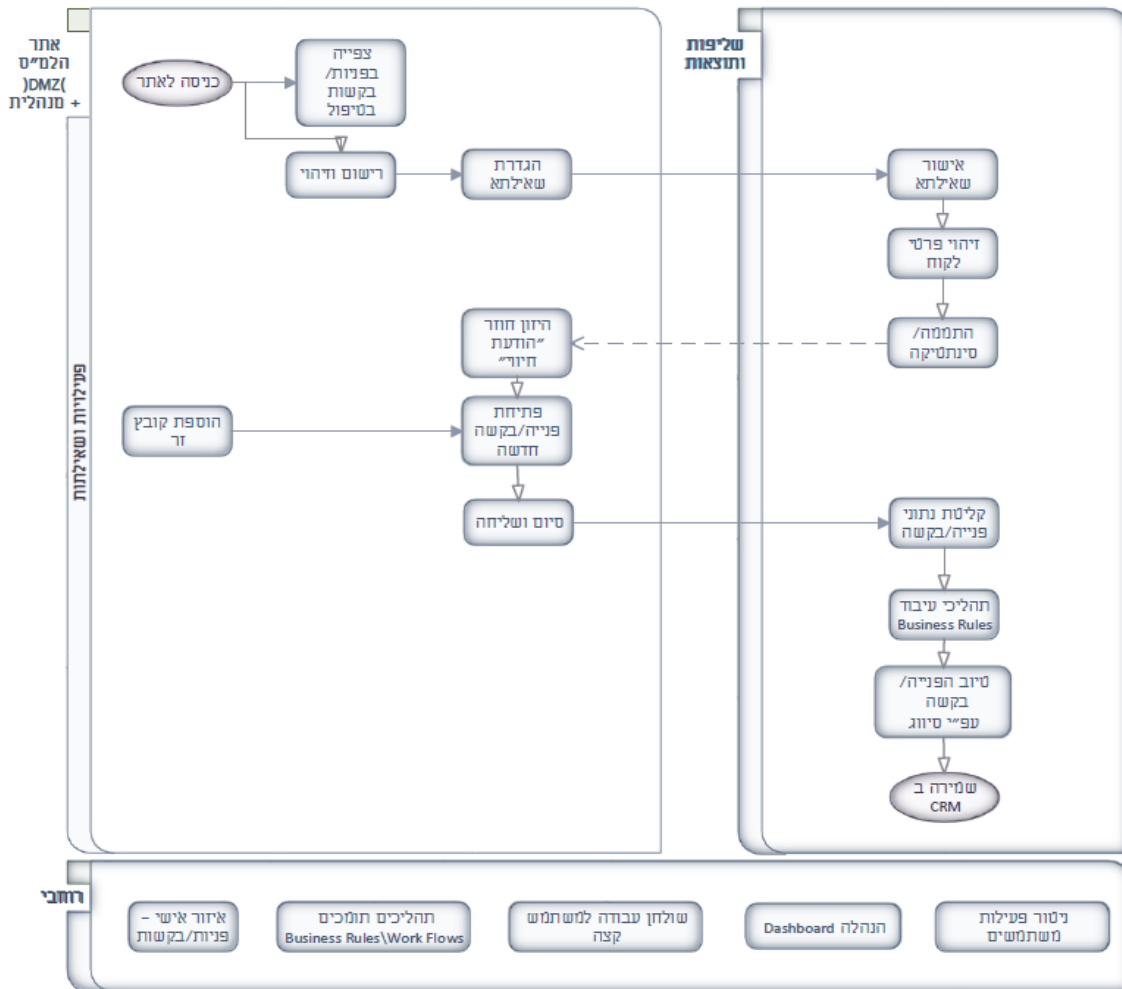 אתר
הלמ״ס
)DMZ(
+ מנהלית
פעילויות ושאילתות
כניסה לאתר
צפייה
בפניות/
בקשות
בטיפול
רישום וזיהוי
הגדרת
שאילתא
היזון חוזר
״הודעת
חיווי״
הוספת קובץ
זר
פתיחת
פנייה/בקשה
חדשה
סיום ושליחה
שליפות
ותוצאות
אישור
שאילתא
זיהוי פרטי
לקוח
התממה/
סינתטיקה
קליטת נתוני
פנייה/בקשה
תהליכי עיבוד
Business Rules
טיוב הפנייה/
בקשה
עפ״י סיווג
שמירה ב
CRM
רוחבי
איזור אישי –
פניות/בקשות
תהליכים תומכים
Business Rules\Work Flows
שולחן עבודה למשתמש
קצה
Dashboard הנהלה
ניטור פעילות
משתמשים